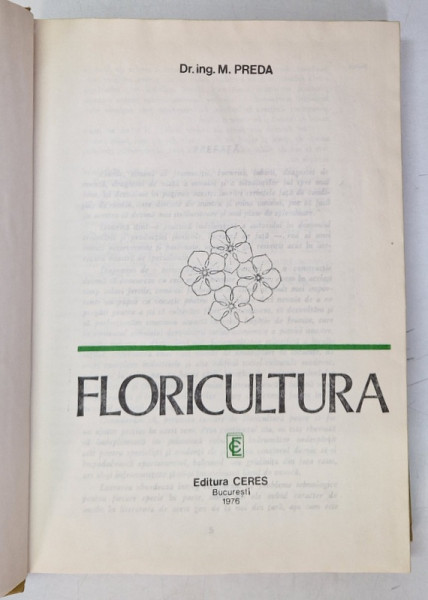 Dr. ing. M. PREDA
FLORICULTURA
Editura CERES
București
1976